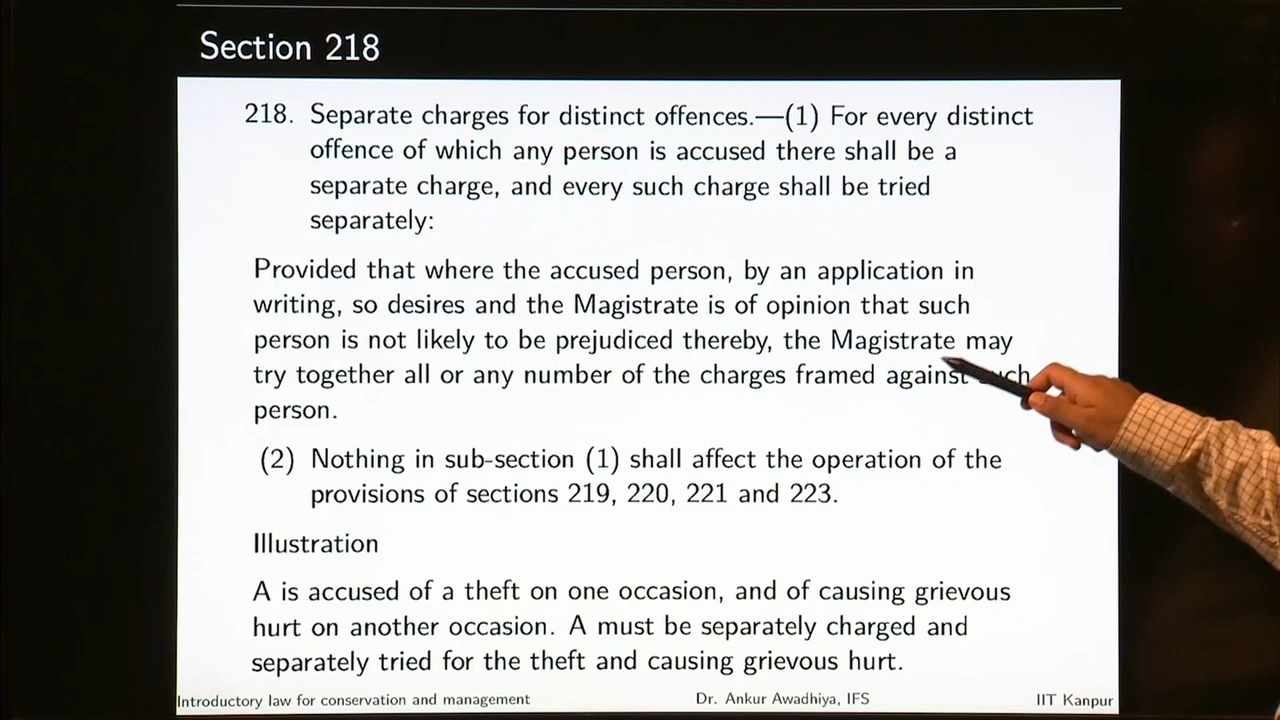 Section 218
218. Separate charges for distinct offences.—(1) For every distinct
offence of which any person is accused there shall be a
separate charge, and every such charge shall be tried
separately:
Provided that where the accused person, by an application in
writing, so desires and the Magistrate is of opinion that such
person is not likely to be prejudiced thereby, the Magistrate may
try together all or any number of the charges framed against such
person.
(2) Nothing in sub-section (1) shall affect the operation of the
provisions of sections 219, 220, 221 and 223.
Illustration
A is accused of a theft on one occasion, and of causing grievous
hurt on another occasion. A must be separately charged and
separately tried for the theft and causing grievous hurt.
Introductory law for conservation and management Dr. Ankur Awadhiya, IFS IIT Kanpur